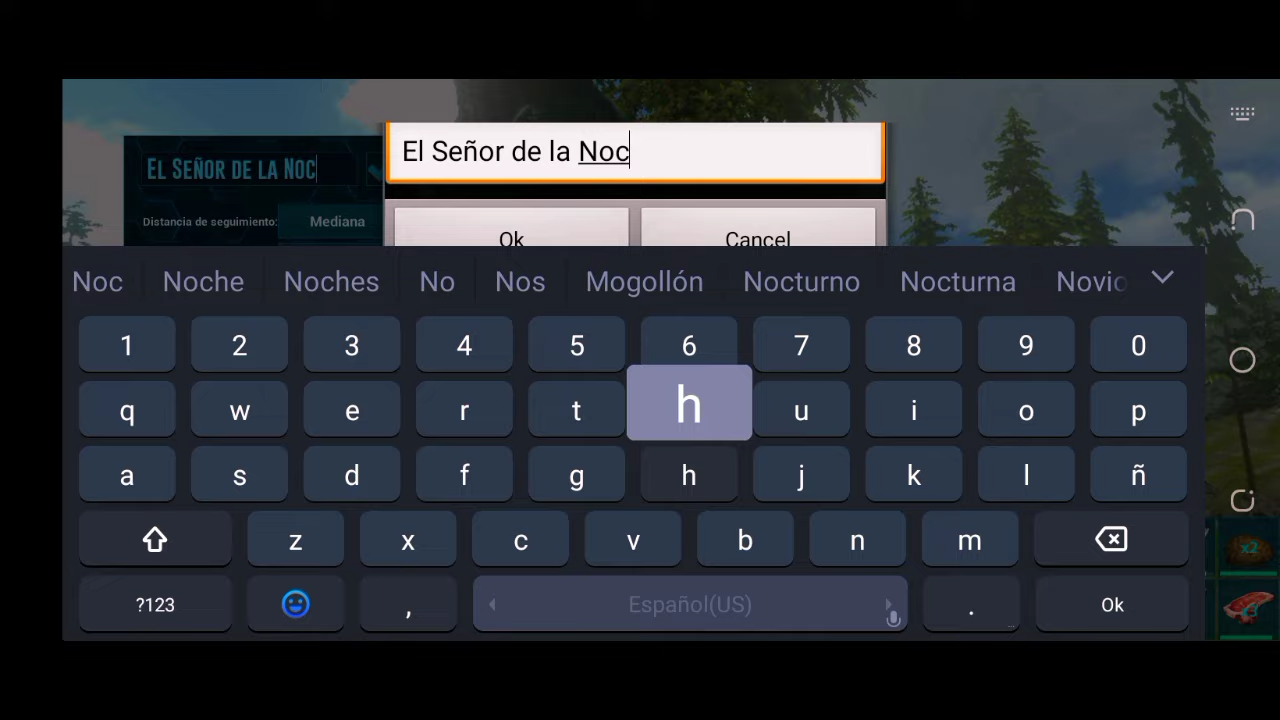 El Señor de la Noc
EL SEÑOR DE LA NOC
Distancia de seguimiento: Mediana
Ok Cancel
Noc Noche Noches No Nos Mogollón Nocturno Nocturna Novio
1 2 3 4 5 6 7 8 9 0
q w e r t h u i o p
a s d f g h j k l ñ
z x c v b n m
x2
?123 , Español(US) . Ok